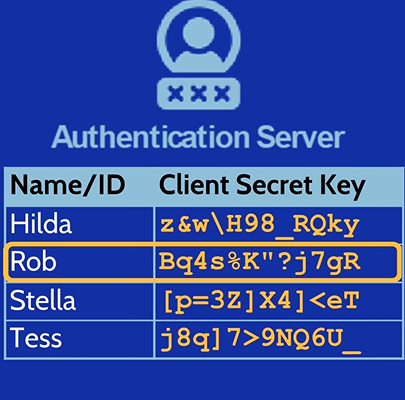 xxx
Authentication Server
Name/ID Client Secret Key
Hilda z&w\H98_RQky
Rob Bq4s%K"?j7gR
Stella [p=3Z]X4]<eT
Tess j8q]7>9NQ6U_